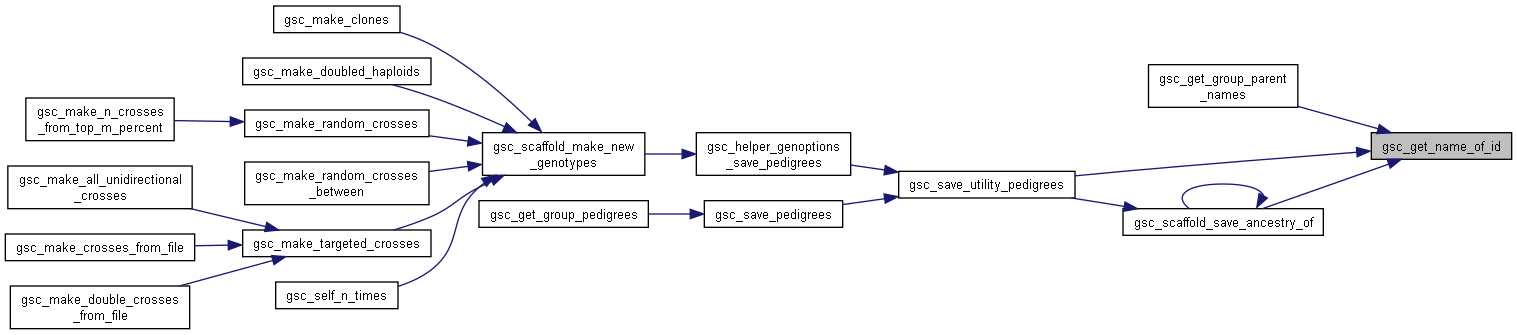 gsc_make_clones
gsc_make_doubled_haploids
gsc_make_n_crosses
_from_top_m_percent
gsc_make_random_crosses
gsc_make_random_crosses
_between
gsc_make_all_unidirectional
_crosses
gsc_make_crosses_from_file
gsc_make_double_crosses
_from_file
gsc_make_targeted_crosses
gsc_self_n_times
gsc_scaffold_make_new
_genotypes
gsc_get_group_pedigrees
gsc_helper_genoptions
_save_pedigrees
gsc_save_pedigrees
gsc_save_utility_pedigrees
gsc_get_group_parent
_names
gsc_scaffold_save_ancestry_of
gsc_get_name_of_id